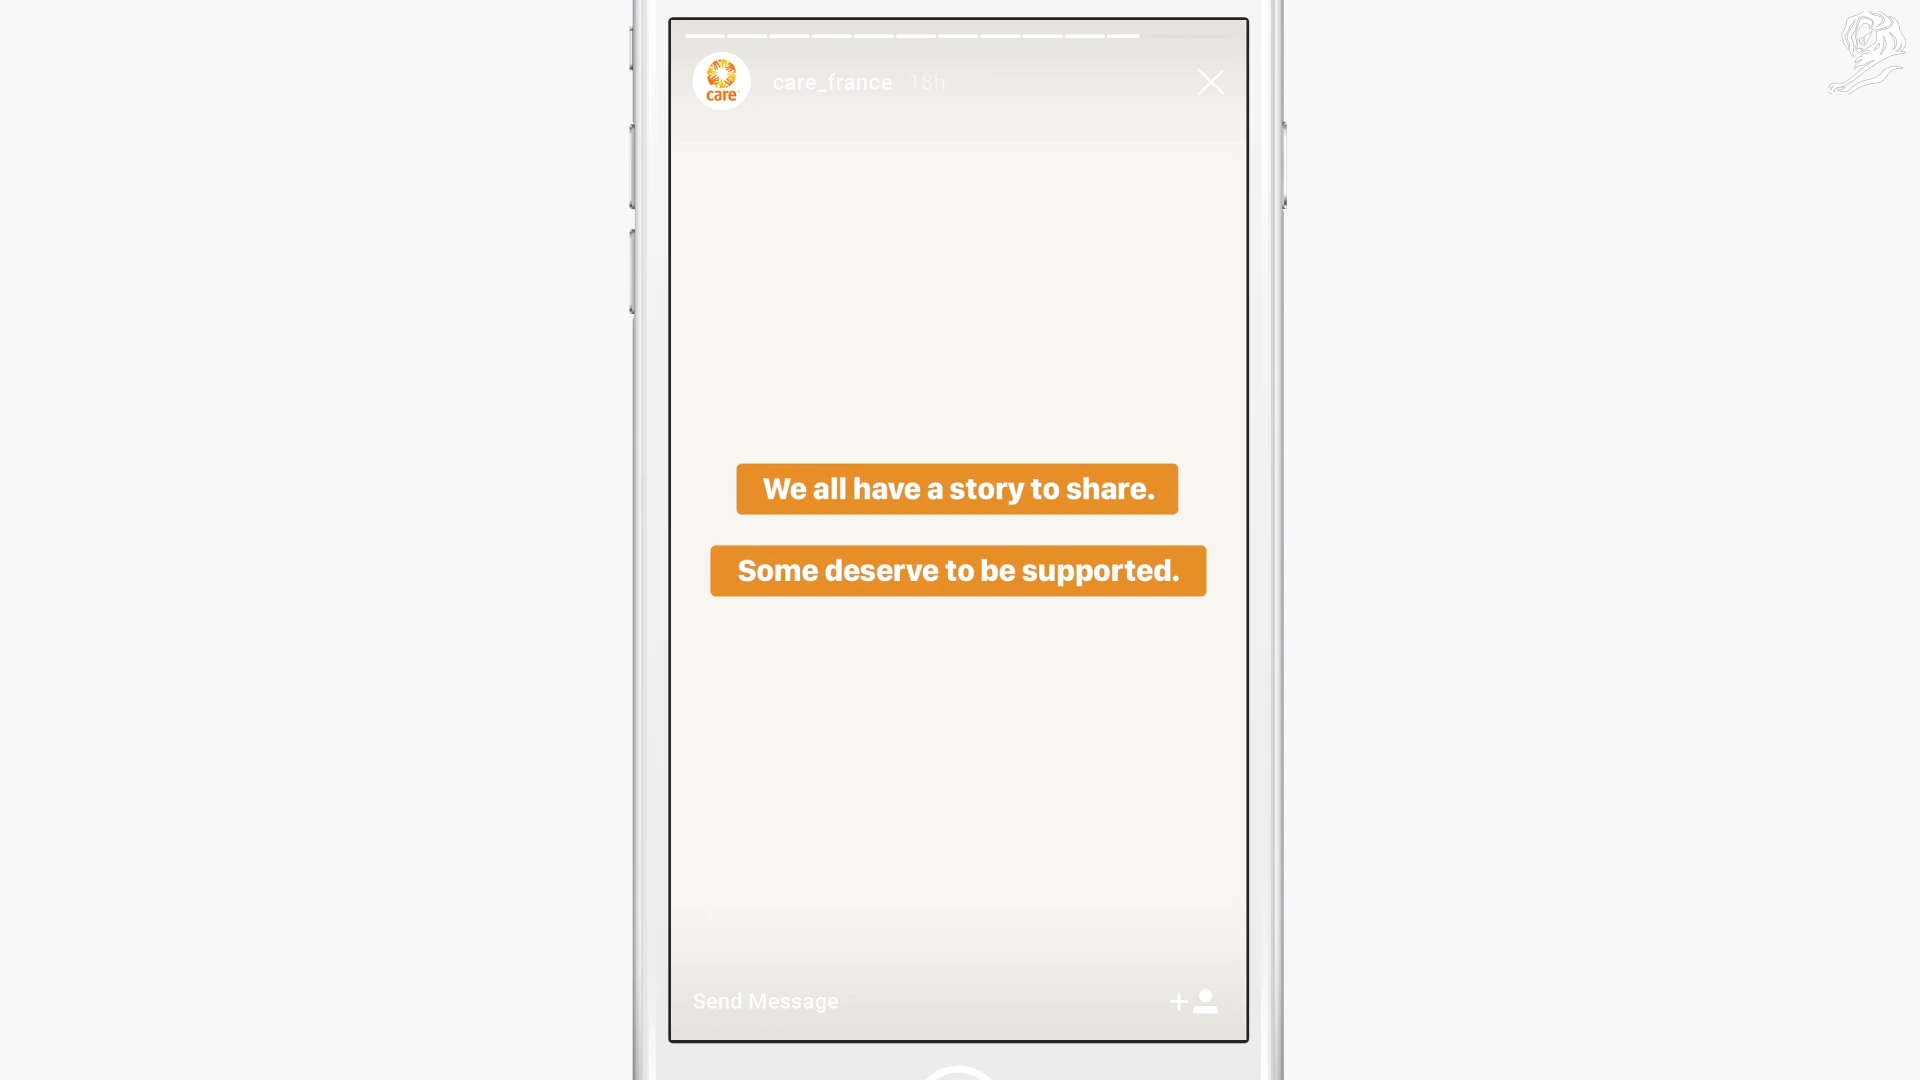 care_france 18h
care
We all have a story to share.
Some deserve to be supported.
Send Message